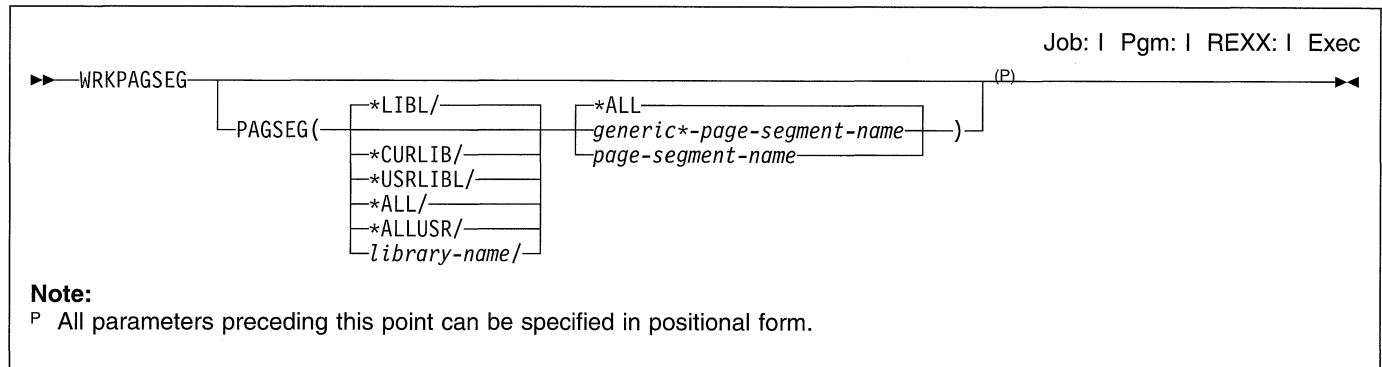 Job: I Pgm: I REXX: I Exec
WRKPAGSEG
(P)
PAGSEG(
*LIBL/
*CURLIB/
*USRLIBL/
*ALL/
*ALLUSR/
library-name/
*ALL
generic*-page-segment-name
page-segment-name
)
Note:
P All parameters preceding this point can be specified in positional form.